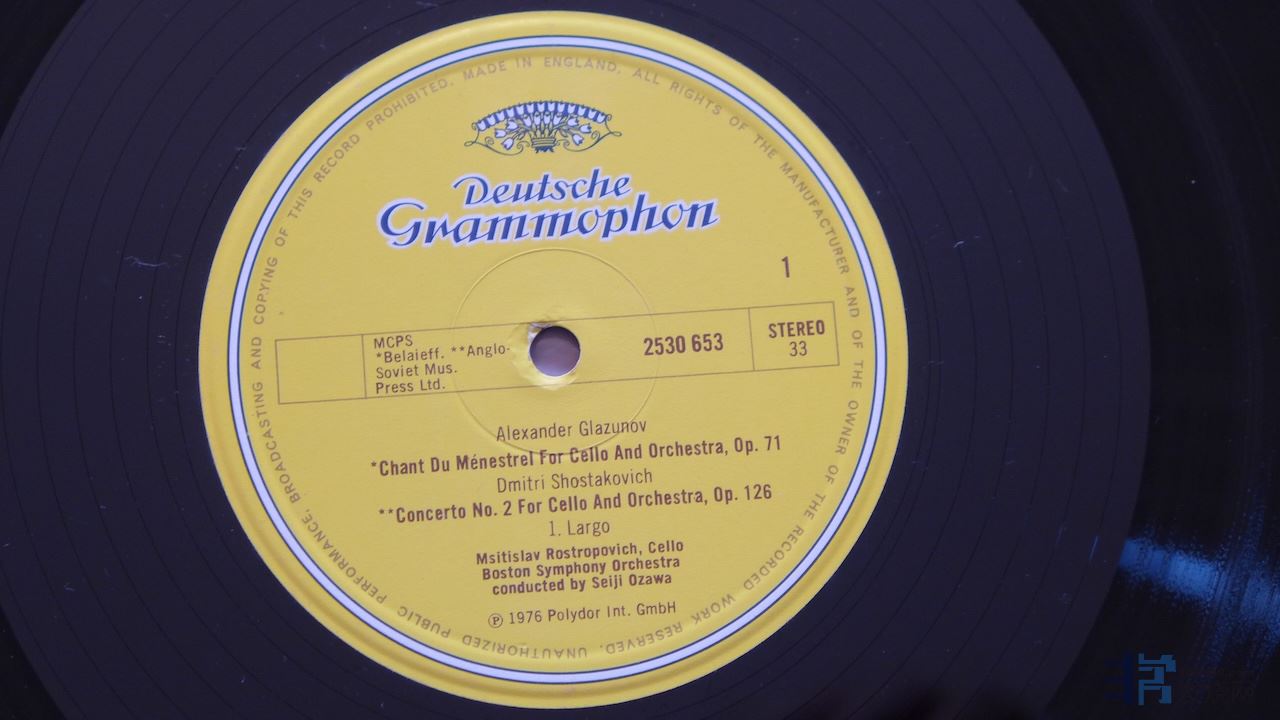 BROADCASTING AND COPYING OF THIS RECORD PROHIBITED. MADE IN ENGLAND. ALL RIGHTS OF THE MANUFACTURER AND OF THE OWNER OF THE RECORDED WORK RESERVED. UNAUTHORIZED PUBLIC PERFORMANCE,
Deutsche
Grammophon
1
MCPS
*Belaieff. **Anglo-
Soviet Mus.
Press Ltd.
2530 653
STEREO
33
Alexander Glazunov
*Chant Du Ménestrel For Cello And Orchestra, Op. 71
Dmitri Shostakovich
**Concerto No. 2 For Cello And Orchestra, Op. 126
1. Largo
Msitislav Rostropovich, Cello
Boston Symphony Orchestra
conducted by Seiji Ozawa
Ⓟ 1976 Polydor Int. GmbH